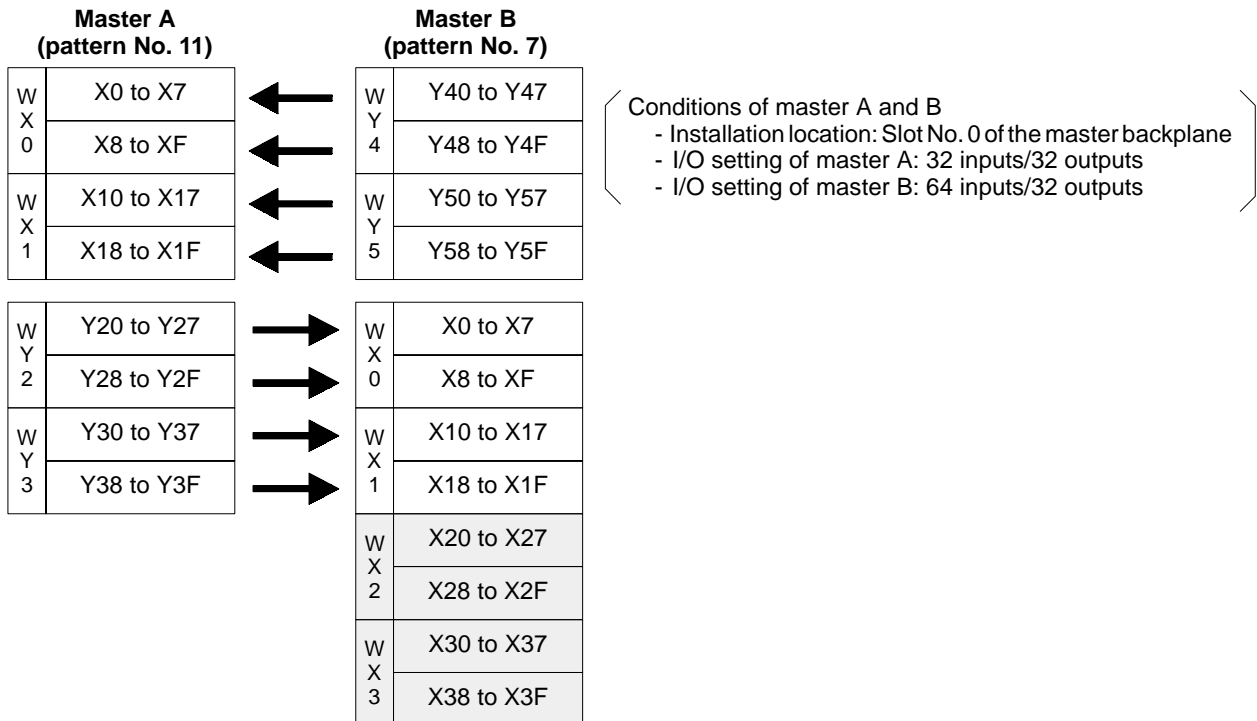 Master A
(pattern No. 11)
Master B
(pattern No. 7)
W
X
0
X0 to X7
X8 to XF
W
X
1
X10 to X17
X18 to X1F
W
Y
4
Y40 to Y47
Y48 to Y4F
W
Y
5
Y50 to Y57
Y58 to Y5F
Conditions of master A and B
- Installation location: Slot No. 0 of the master backplane
- I/O setting of master A: 32 inputs/32 outputs
- I/O setting of master B: 64 inputs/32 outputs
W
Y
2
Y20 to Y27
Y28 to Y2F
W
Y
3
Y30 to Y37
Y38 to Y3F
W
X
0
X0 to X7
X8 to XF
W
X
1
X10 to X17
X18 to X1F
W
X
2
X20 to X27
X28 to X2F
W
X
3
X30 to X37
X38 to X3F